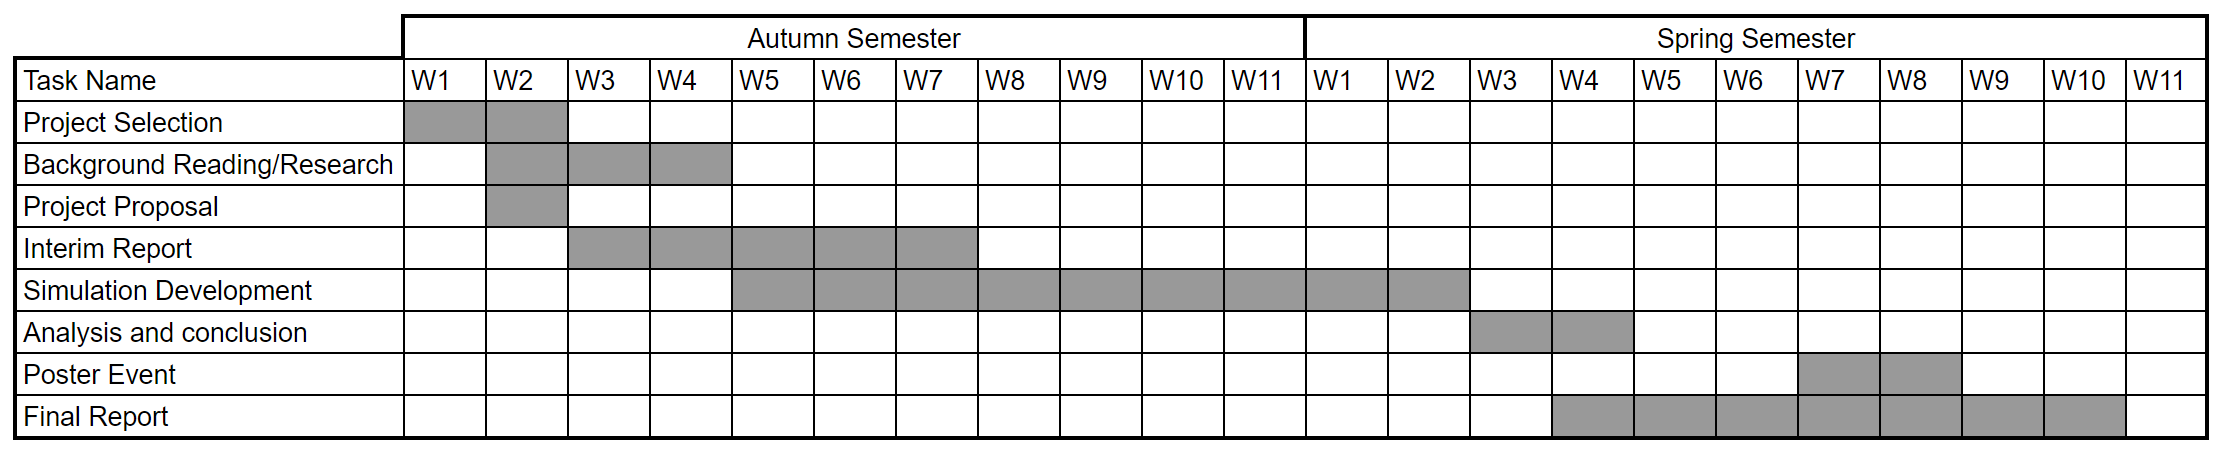 Autumn Semester Spring Semester
Task Name W1 W2 W3 W4 W5 W6 W7 W8 W9 W10 W11 W1 W2 W3 W4 W5 W6 W7 W8 W9 W10 W11
Project Selection
Background Reading/Research
Project Proposal
Interim Report
Simulation Development
Analysis and conclusion
Poster Event
Final Report